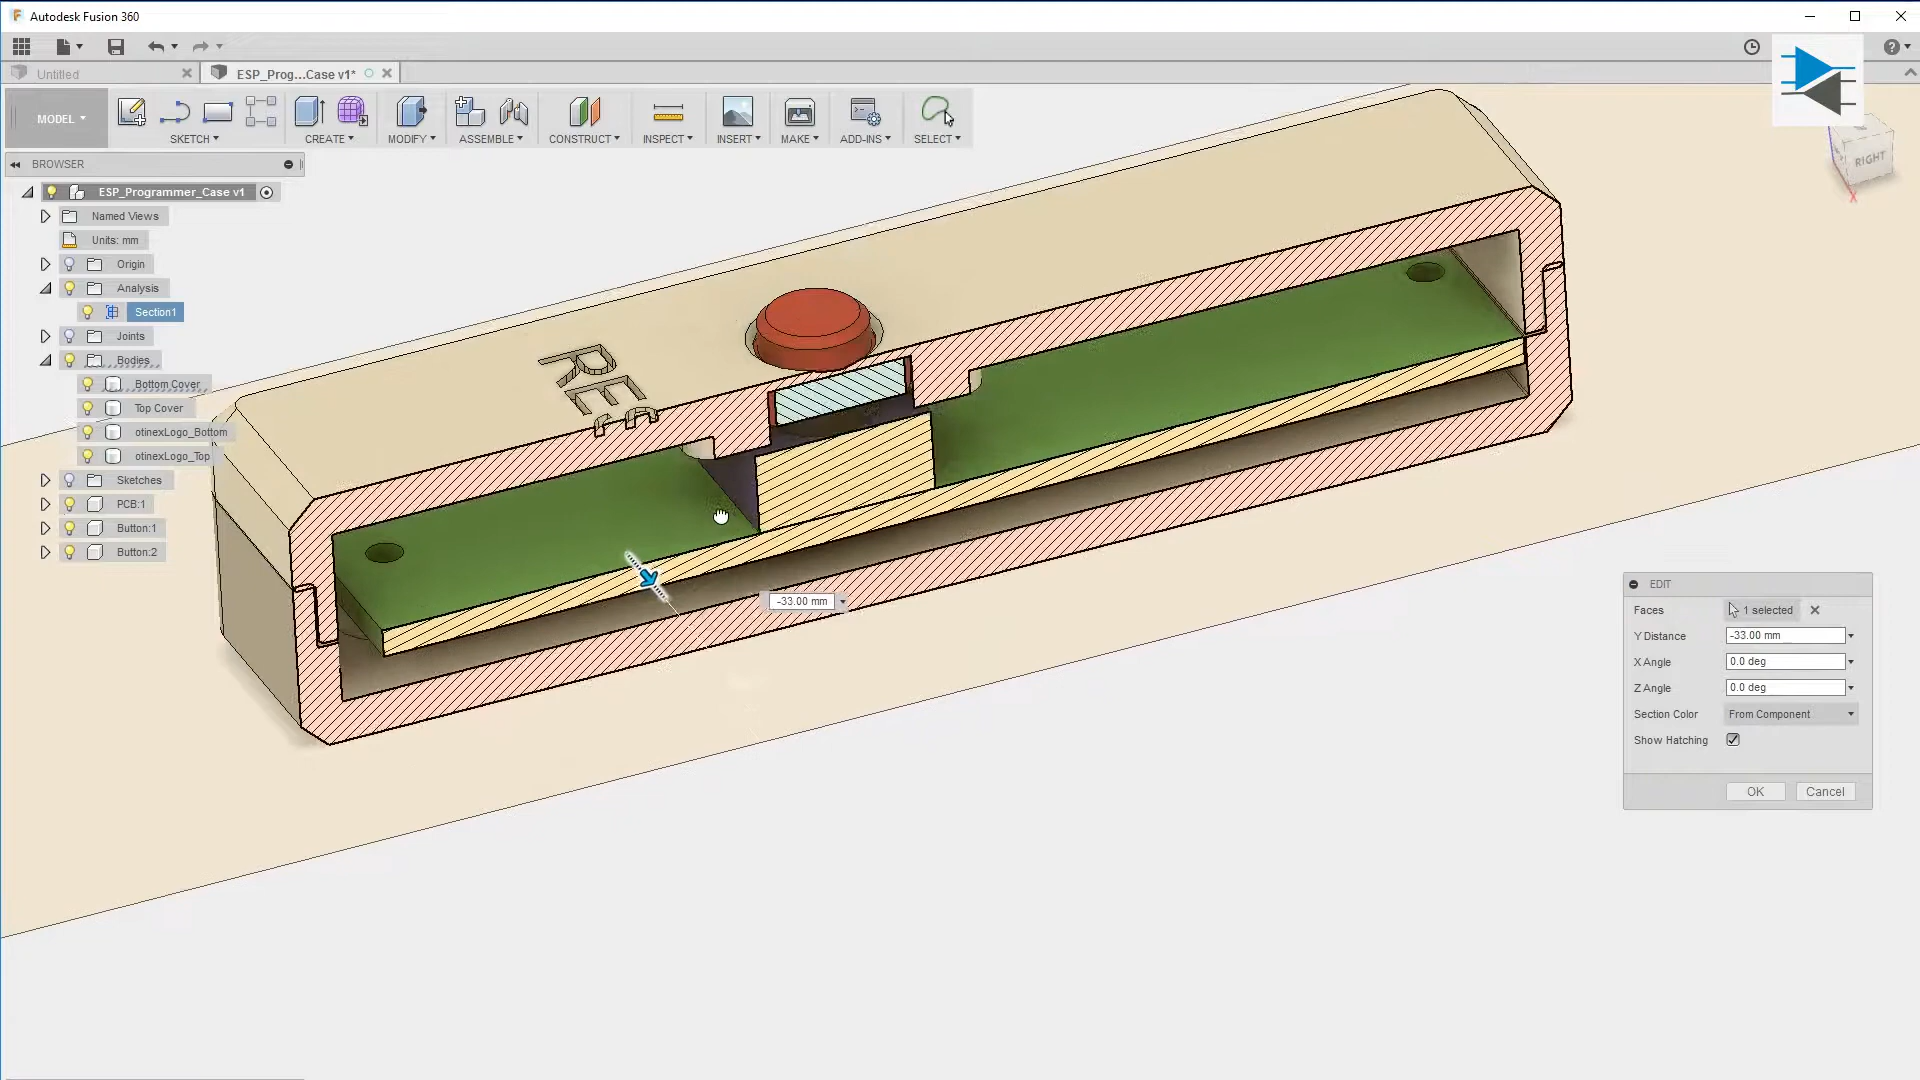 Autodesk Fusion 360
Untitled
ESP_Prog...Case v1*
MODEL
SKETCH
CREATE
MODIFY
ASSEMBLE
CONSTRUCT
INSPECT
INSERT
MAKE
ADD-INS
SELECT
RIGHT
X
BROWSER
ESP_Programmer_Case v1
Named Views
Units: mm
Origin
Analysis
Section1
Joints
Bodies
Bottom Cover
Top Cover
otinexLogo_Bottom
otinexLogo_Top
Sketches
PCB:1
Button:1
Button:2
RE
-33.00 mm
EDIT
Faces 1 selected
Y Distance -33.00 mm
X Angle 0.0 deg
Z Angle 0.0 deg
Section Color From Component
Show Hatching
OK Cancel